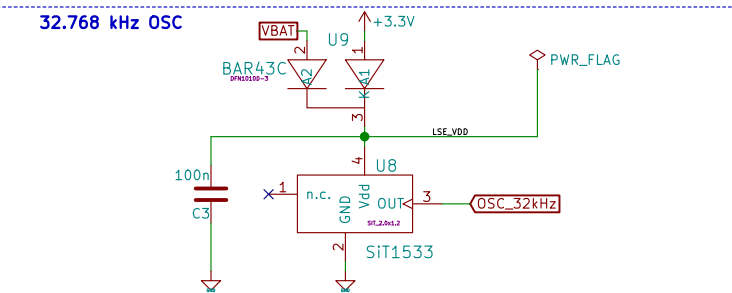 32.768 kHz OSC
+3.3V
VBAT
U9
2
1
BAR43C
DFN1010D-3
A2
A1
K
3
PWR_FLAG
LSE_VDD
4
U8
100n
C3
1
n.c.
Vdd
GND
OUT
3
OSC_32kHz
SIT_2.0x1.2
2
SiT1533